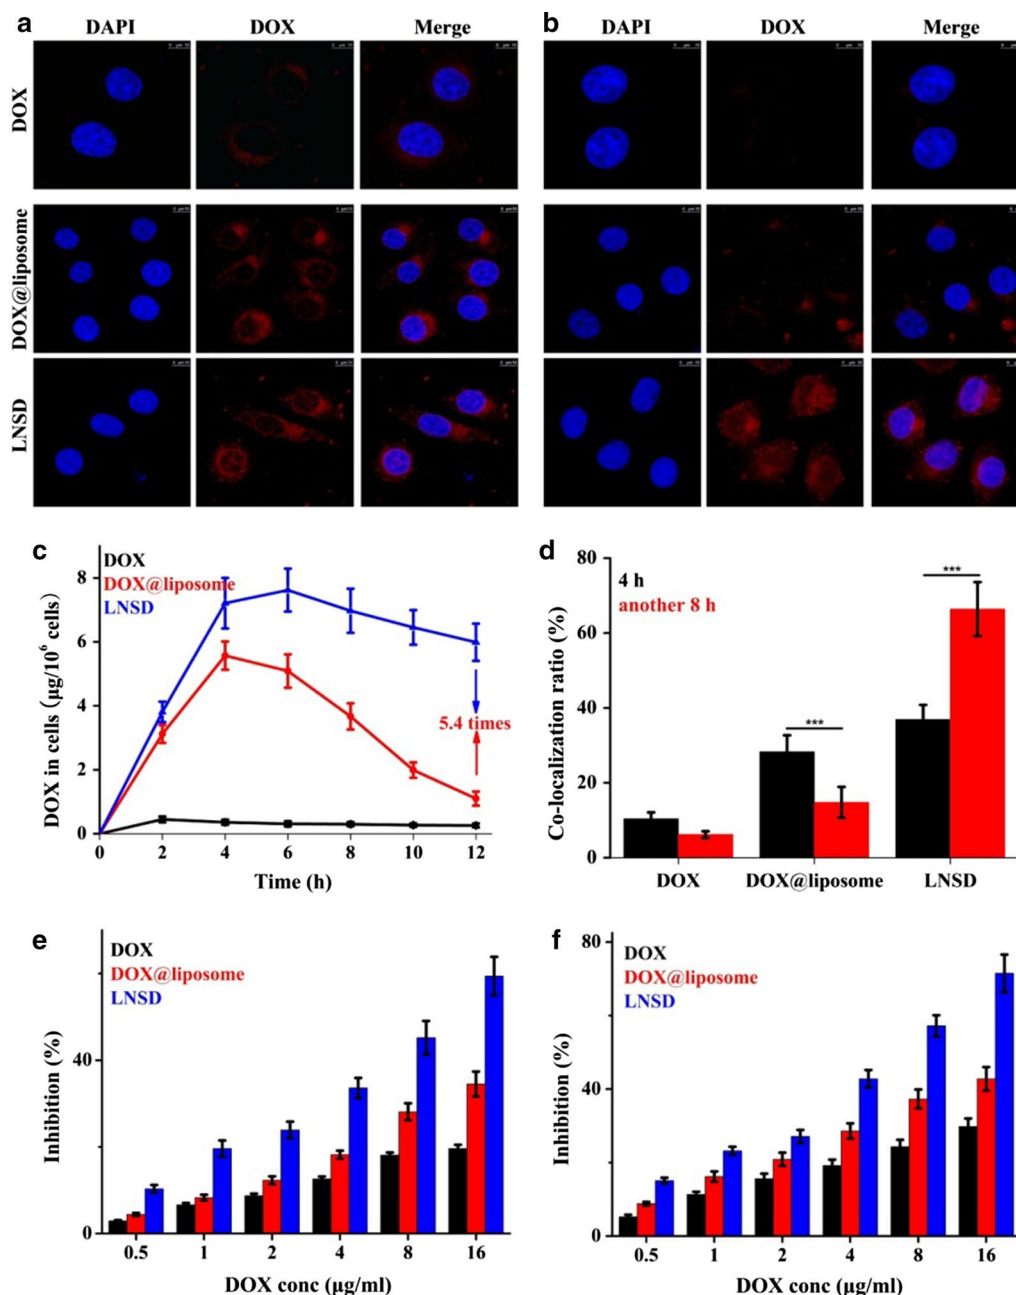 a
DAPI DOX Merge
b
DAPI DOX Merge
DOX
DOX@liposome
LNSD
c
DOX
DOX@liposome
LNSD
DOX in cells (µg/10⁶ cells)
8
6
4
2
0
5.4 times
0 2 4 6 8 10 12
Time (h)
d
4 h
another 8 h
***
***
Co-localization ratio (%)
80
60
40
20
0
DOX DOX@liposome LNSD
e
DOX
DOX@liposome
LNSD
Inhibition (%)
40
0
0.5 1 2 4 8 16
DOX conc (µg/ml)
f
DOX
DOX@liposome
LNSD
Inhibition (%)
80
40
0
0.5 1 2 4 8 16
DOX conc (µg/ml)